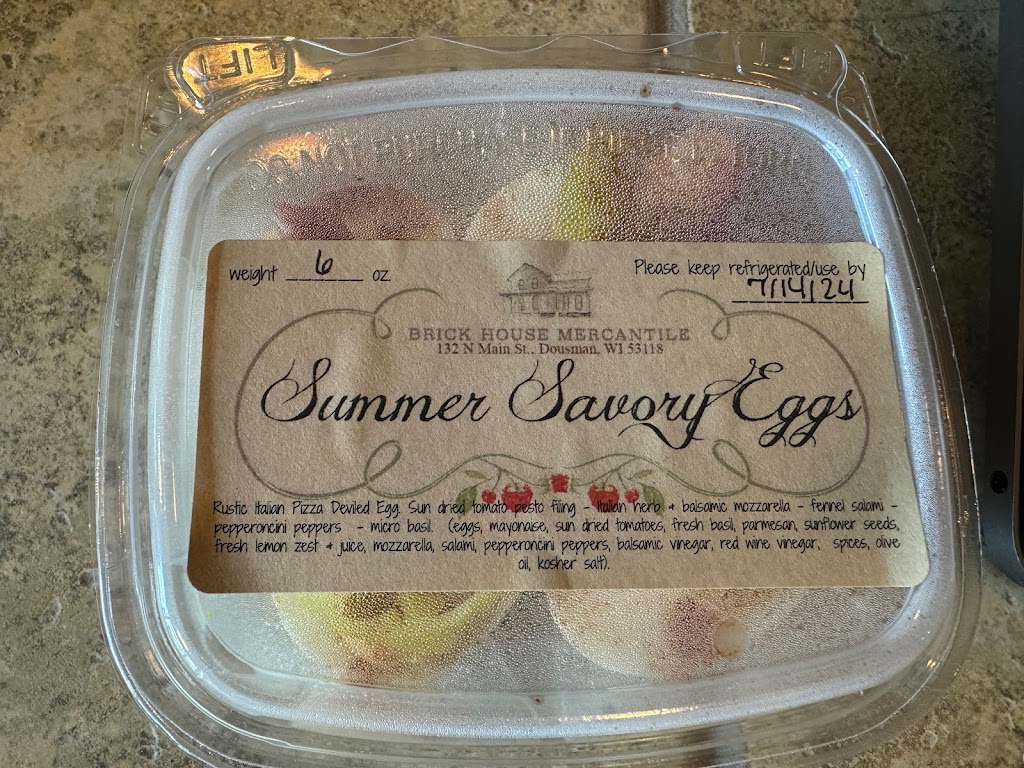 LIFT LIFT
weight 6 oz.
Please keep refrigerated/use by
7/14/24
BRICK HOUSE MERCANTILE
132 N Main St., Dousman, WI 53118
Summer Savory Eggs
Rustic Italian Pizza Deviled Egg. Sun dried tomato pesto filing - Italian herb & balsamic mozzarella - fennel salami -
pepperoncini peppers - micro basil. (eggs, mayonaise, sun dried tomatoes, fresh basil, parmesan, sunflower seeds,
fresh lemon zest & juice, mozzarella, salami, pepperoncini peppers, balsamic vinegar, red wine vinegar, spices, olive
oil, kosher salt).